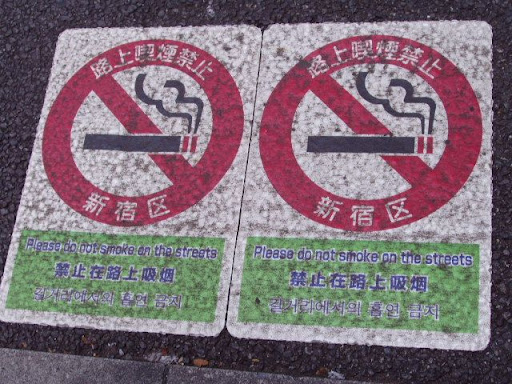 路上喫煙禁止
新宿区
Please do not smoke on the streets
禁止在路上吸烟
길거리에서의 흡연 금지
路上喫煙禁止
新宿区
Please do not smoke on the streets
禁止在路上吸烟
길거리에서의 흡연 금지